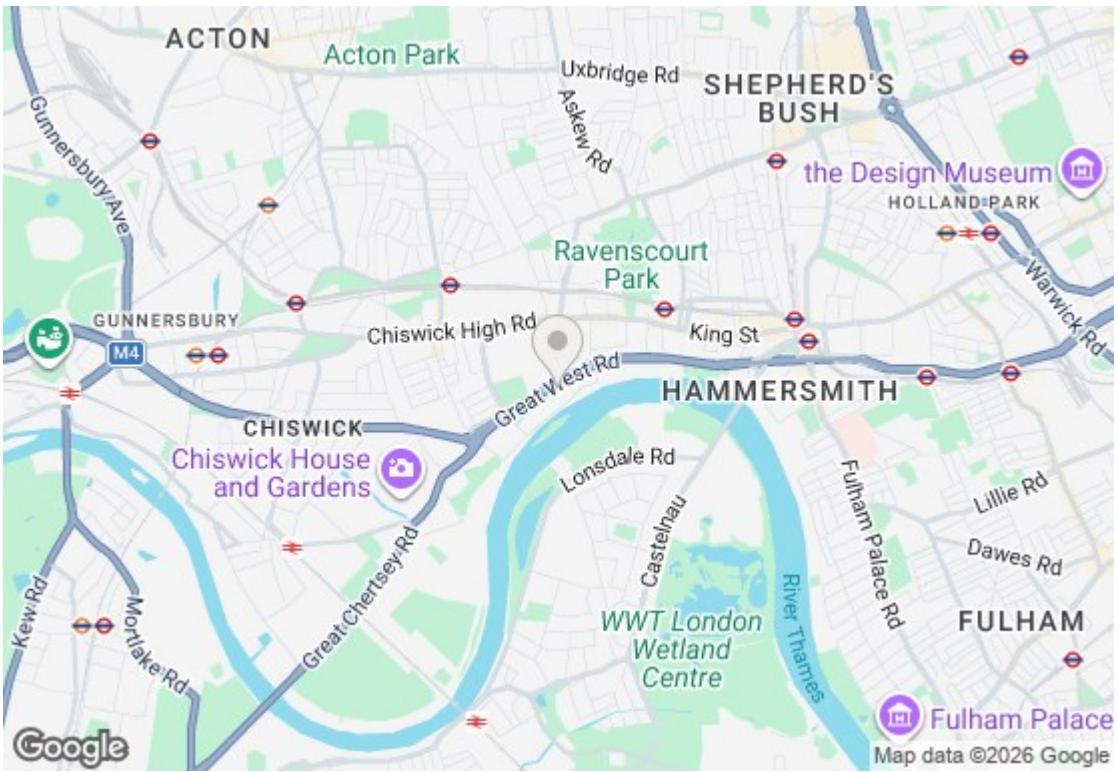 ACTON
Acton Park
Uxbridge Rd
SHEPHERD'S
BUSH
Gunnersbury Ave
Askew Rd
the Design Museum
HOLLAND PARK
Ravenscourt
Park
Warwick Rd
GUNNERSBURY
Chiswick High Rd
King St
M4
Great West Rd
HAMMERSMITH
CHISWICK
Chiswick House
and Gardens
Lonsdale Rd
Fulham Palace Rd
Lillie Rd
Castelnau
Dawes Rd
Great Chertsey Rd
River Thames
Kew Rd
Mortlake Rd
WWT London
Wetland
Centre
FULHAM
Fulham Palace
Google
Map data ©2026 Google